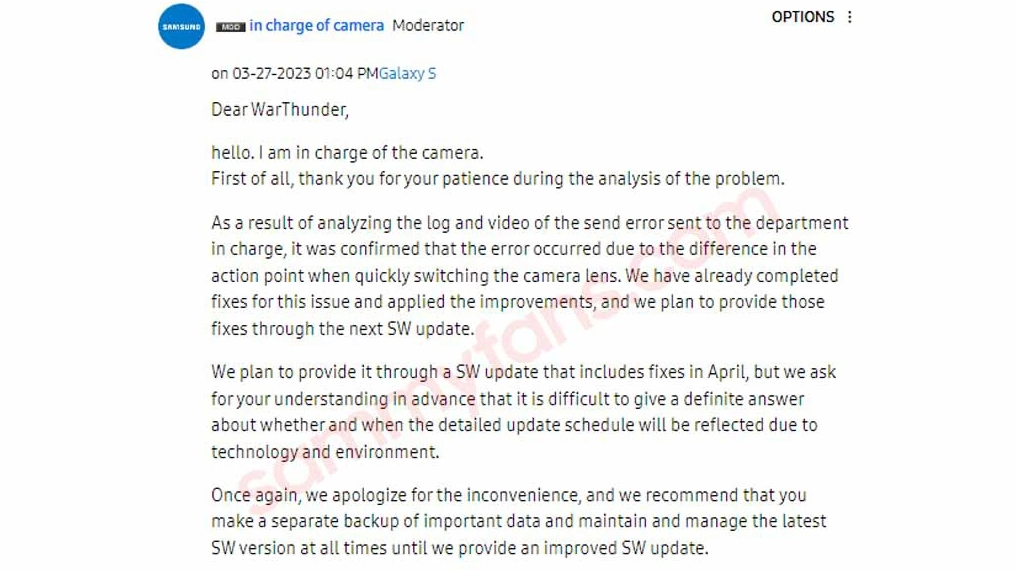 OPTIONS
SAMSUNG MOD in charge of camera Moderator
on 03-27-2023 01:04 PMGalaxy S
Dear WarThunder,
hello. I am in charge of the camera.
First of all, thank you for your patience during the analysis of the problem.
As a result of analyzing the log and video of the send error sent to the department
in charge, it was confirmed that the error occurred due to the difference in the
action point when quickly switching the camera lens. We have already completed
fixes for this issue and applied the improvements, and we plan to provide those
fixes through the next SW update.
We plan to provide it through a SW update that includes fixes in April, but we ask
for your understanding in advance that it is difficult to give a definite answer
about whether and when the detailed update schedule will be reflected due to
technology and environment.
Once again, we apologize for the inconvenience, and we recommend that you
make a separate backup of important data and maintain and manage the latest
SW version at all times until we provide an improved SW update.
sammyfans.com